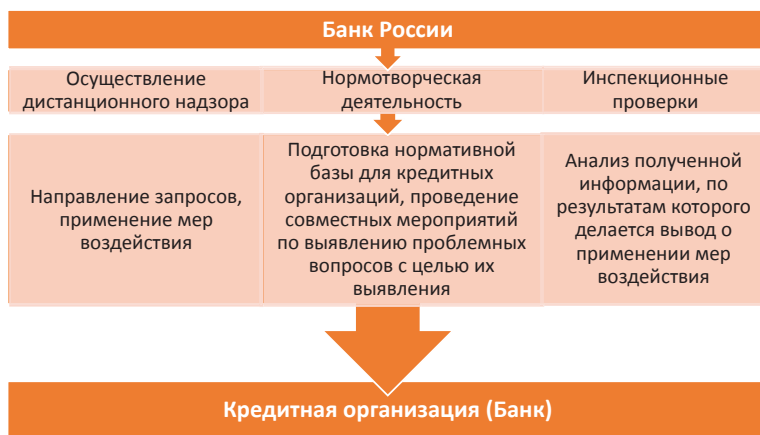 Банк России
Осуществление
дистанционного надзора
Нормотворческая
деятельность
Инспекционные
проверки
Направление запросов,
применение мер
воздействия
Подготовка нормативной
базы для кредитных
организаций, проведение
совместных мероприятий
по выявлению проблемных
вопросов с целью их
выявления
Анализ полученной
информации, по
результатам которого
делается вывод о
применении мер
воздействия
Кредитная организация (Банк)